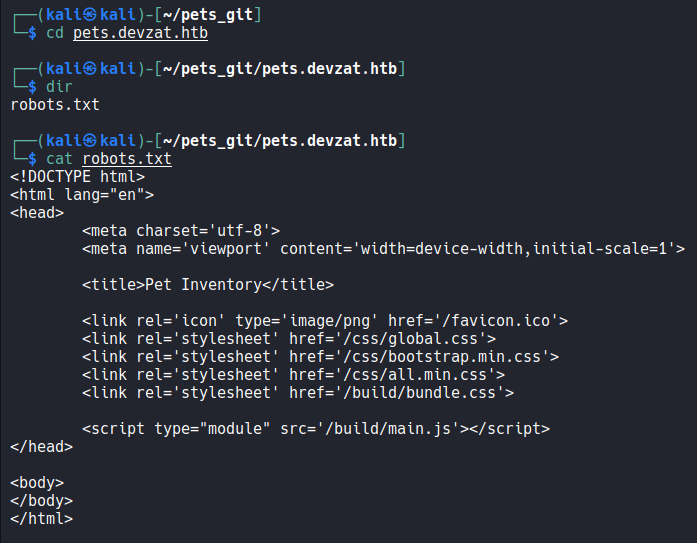 ┌──(kali㉿kali)-[~/pets_git]
└─$ cd pets.devzat.htb
┌──(kali㉿kali)-[~/pets_git/pets.devzat.htb]
└─$ dir
robots.txt
┌──(kali㉿kali)-[~/pets_git/pets.devzat.htb]
└─$ cat robots.txt
<!DOCTYPE html>
<html lang="en">
<head>
        <meta charset='utf-8'>
        <meta name='viewport' content='width=device-width,initial-scale=1'>
        <title>Pet Inventory</title>
        <link rel='icon' type='image/png' href='/favicon.ico'>
        <link rel='stylesheet' href='/css/global.css'>
        <link rel='stylesheet' href='/css/bootstrap.min.css'>
        <link rel='stylesheet' href='/css/all.min.css'>
        <link rel='stylesheet' href='/build/bundle.css'>
        <script type="module" src='/build/main.js'></script>
</head>
<body>
</body>
</html>